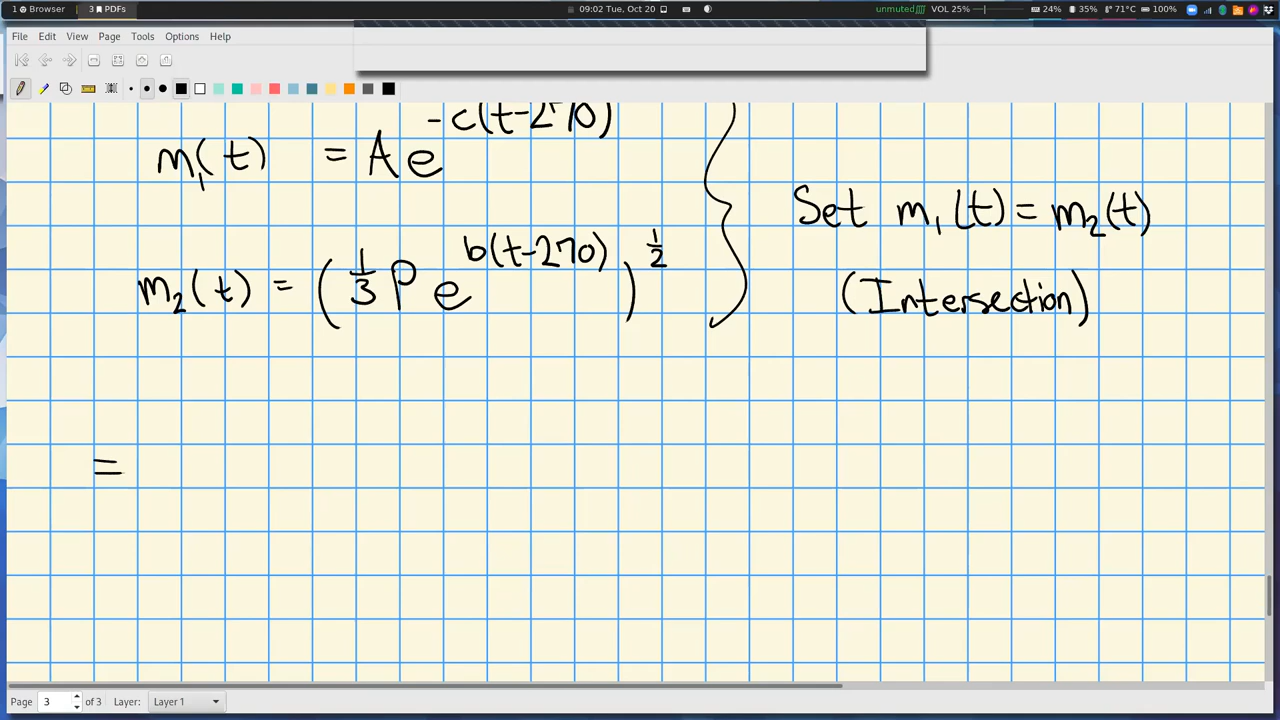 1 Browser 3 PDFs 09:02 Tue, Oct 20 unmuted VOL 25% 24% 35% 71°C 100%
File Edit View Page Tools Options Help
m₁(t) = A e^{-c(t-270)}
Set m₁(t) = m₂(t)
m₂(t) = (1/3 P e^{b(t-270)})^{1/2}
(Intersection)
=
Page 3 of 3 Layer: Layer 1